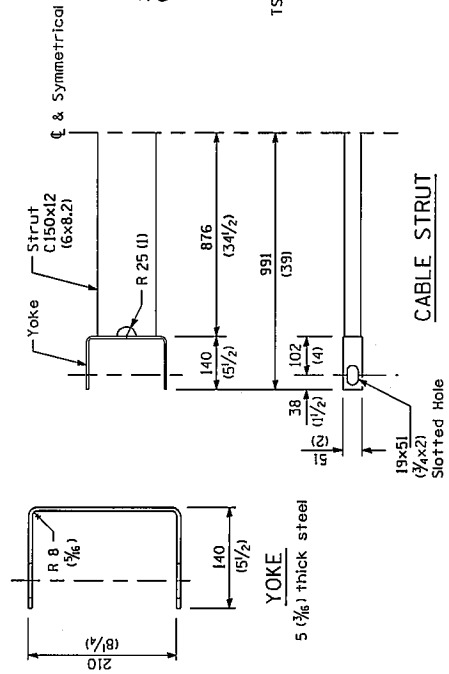 ℄ & Symmetrical
TS
Strut
C150x12
(6x8.2)
Yoke
R 25 (1)
876
(34½)
991
(39)
140
(5½)
102
(4)
38
(1½)
51
(2)
19x51
(¾x2)
Slotted Hole
CABLE STRUT
R 8
(5/16)
210
(8¼)
140
(5½)
YOKE
5 (3/16) thick steel